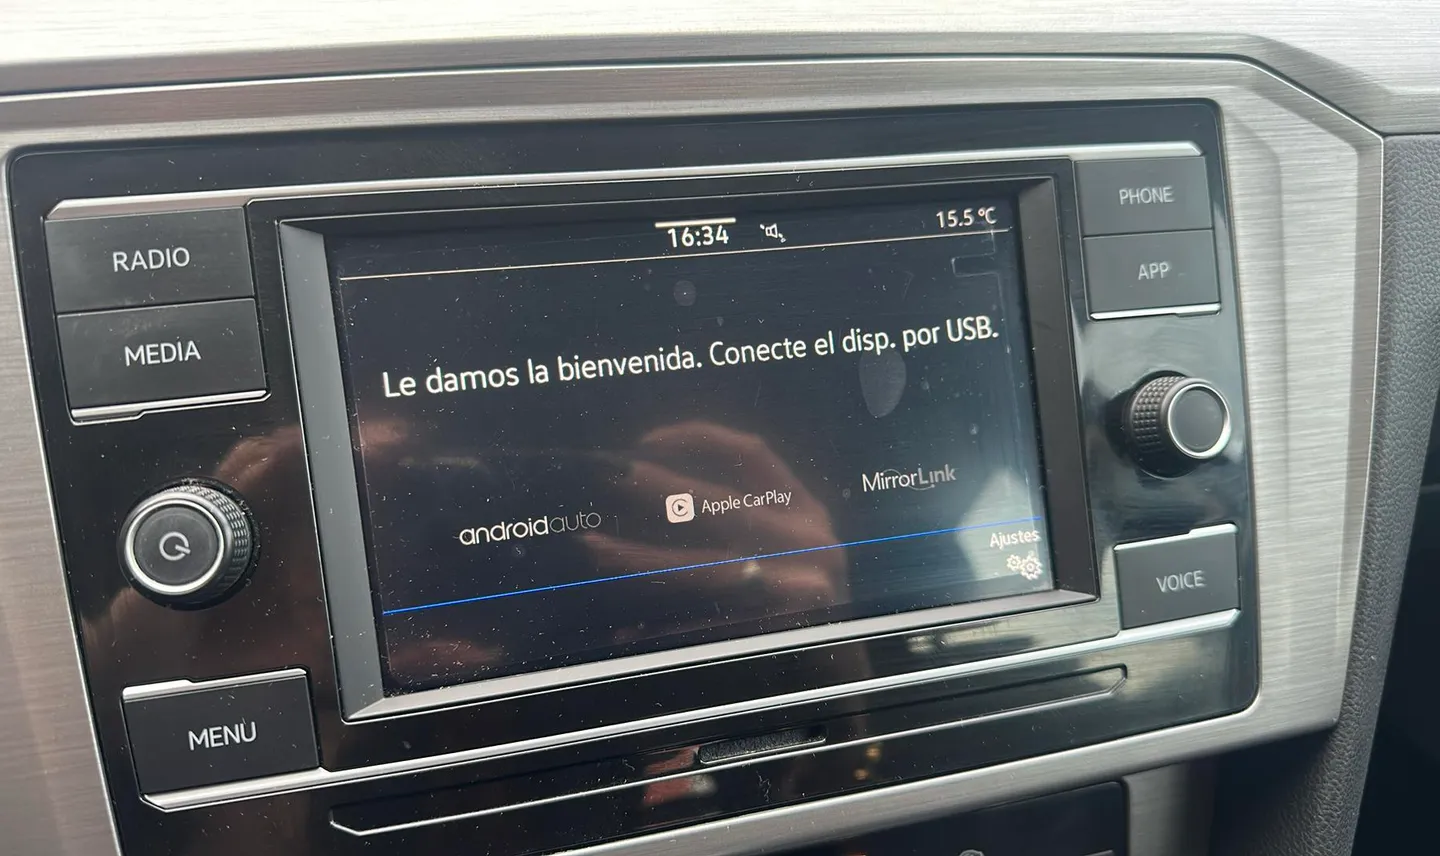 16:34
15.5 °C
Le damos la bienvenida. Conecte el disp. por USB.
androidauto
Apple CarPlay
MirrorLink
Ajustes
RADIO
MEDIA
MENU
PHONE
APP
VOICE